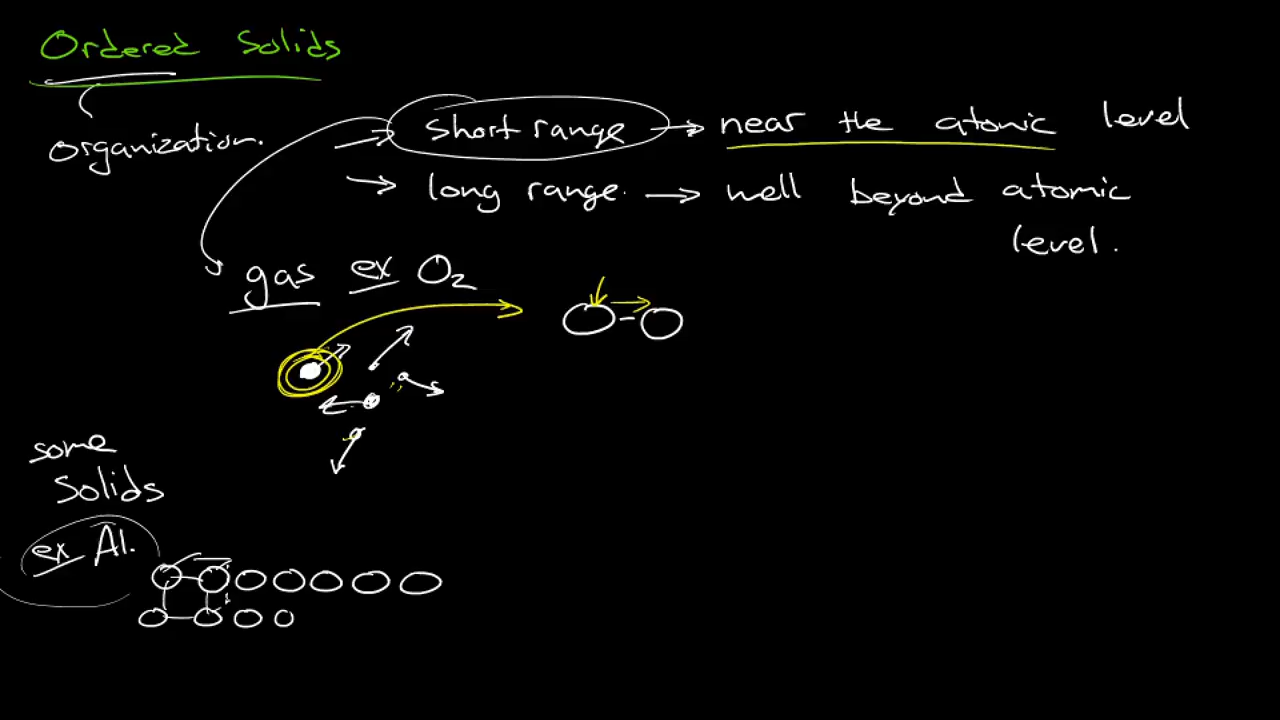 Ordered Solids
organization.
short range → near the atomic level
long range. → well beyond atomic
level.
gas ex O₂
some
Solids
ex Al.